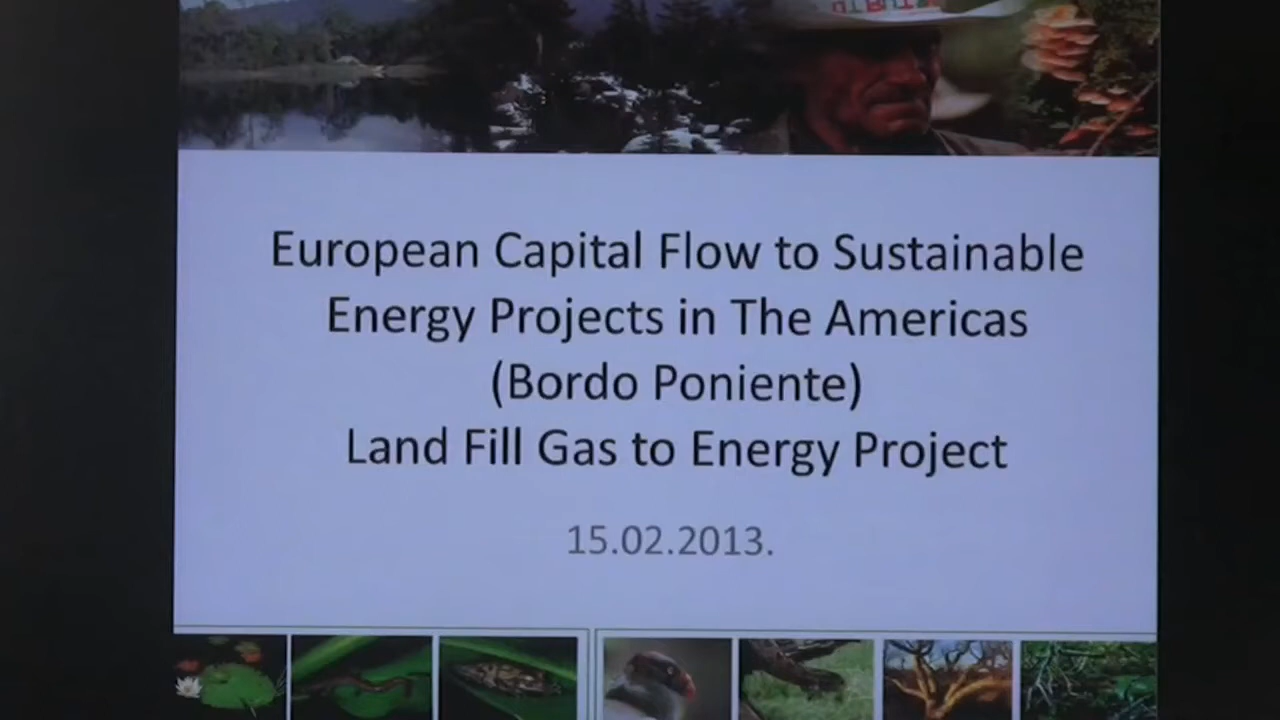 European Capital Flow to Sustainable
Energy Projects in The Americas
(Bordo Poniente)
Land Fill Gas to Energy Project
15.02.2013.